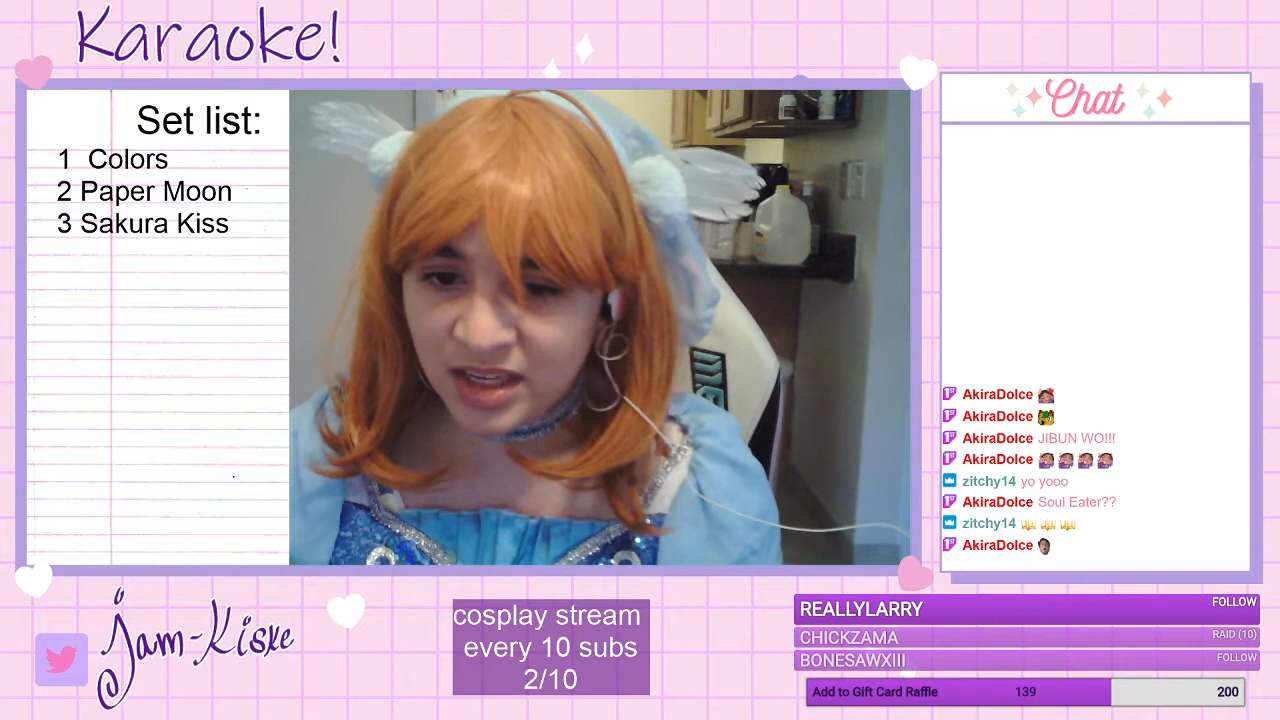 Karaoke!
Set list:
1 Colors
2 Paper Moon
3 Sakura Kiss
Chat
AkiraDolce
AkiraDolce
AkiraDolce JIBUN WO!!!
AkiraDolce
zitchy14 yo yooo
AkiraDolce Soul Eater??
zitchy14
AkiraDolce
Jam-Kiske
cosplay stream
every 10 subs
2/10
REALLYLARRY FOLLOW
CHICKZAMA RAID (10)
BONESAWXIII FOLLOW
Add to Gift Card Raffle 139 200